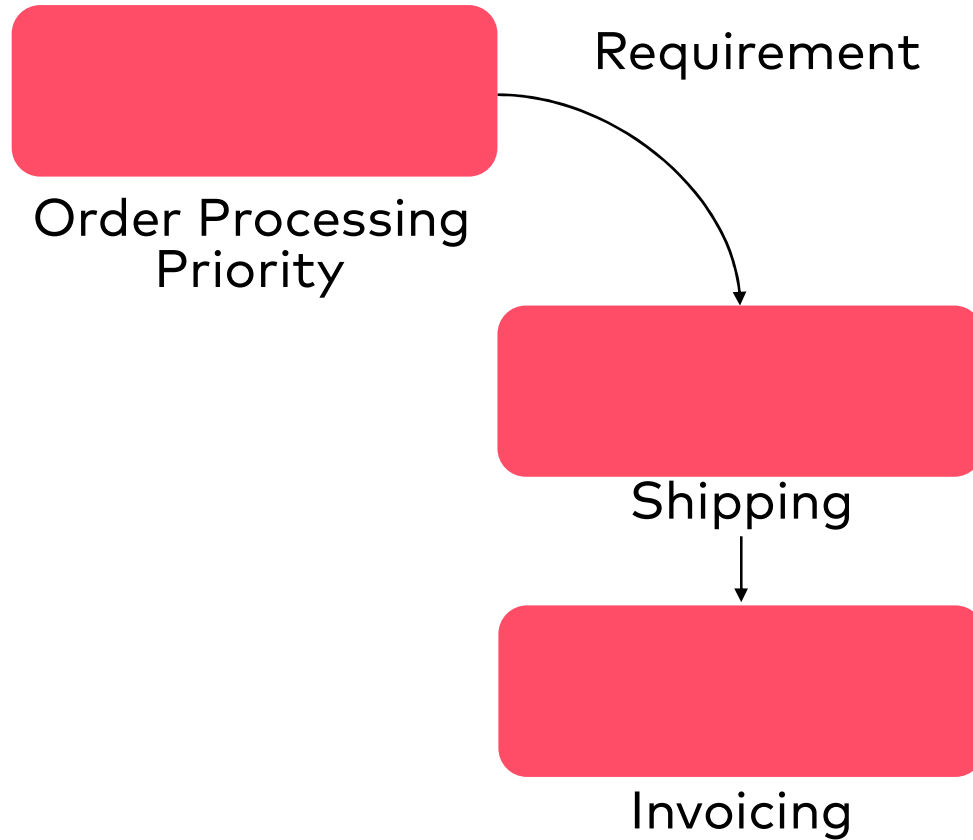 Requirement
Order Processing
Priority
Shipping
Invoicing